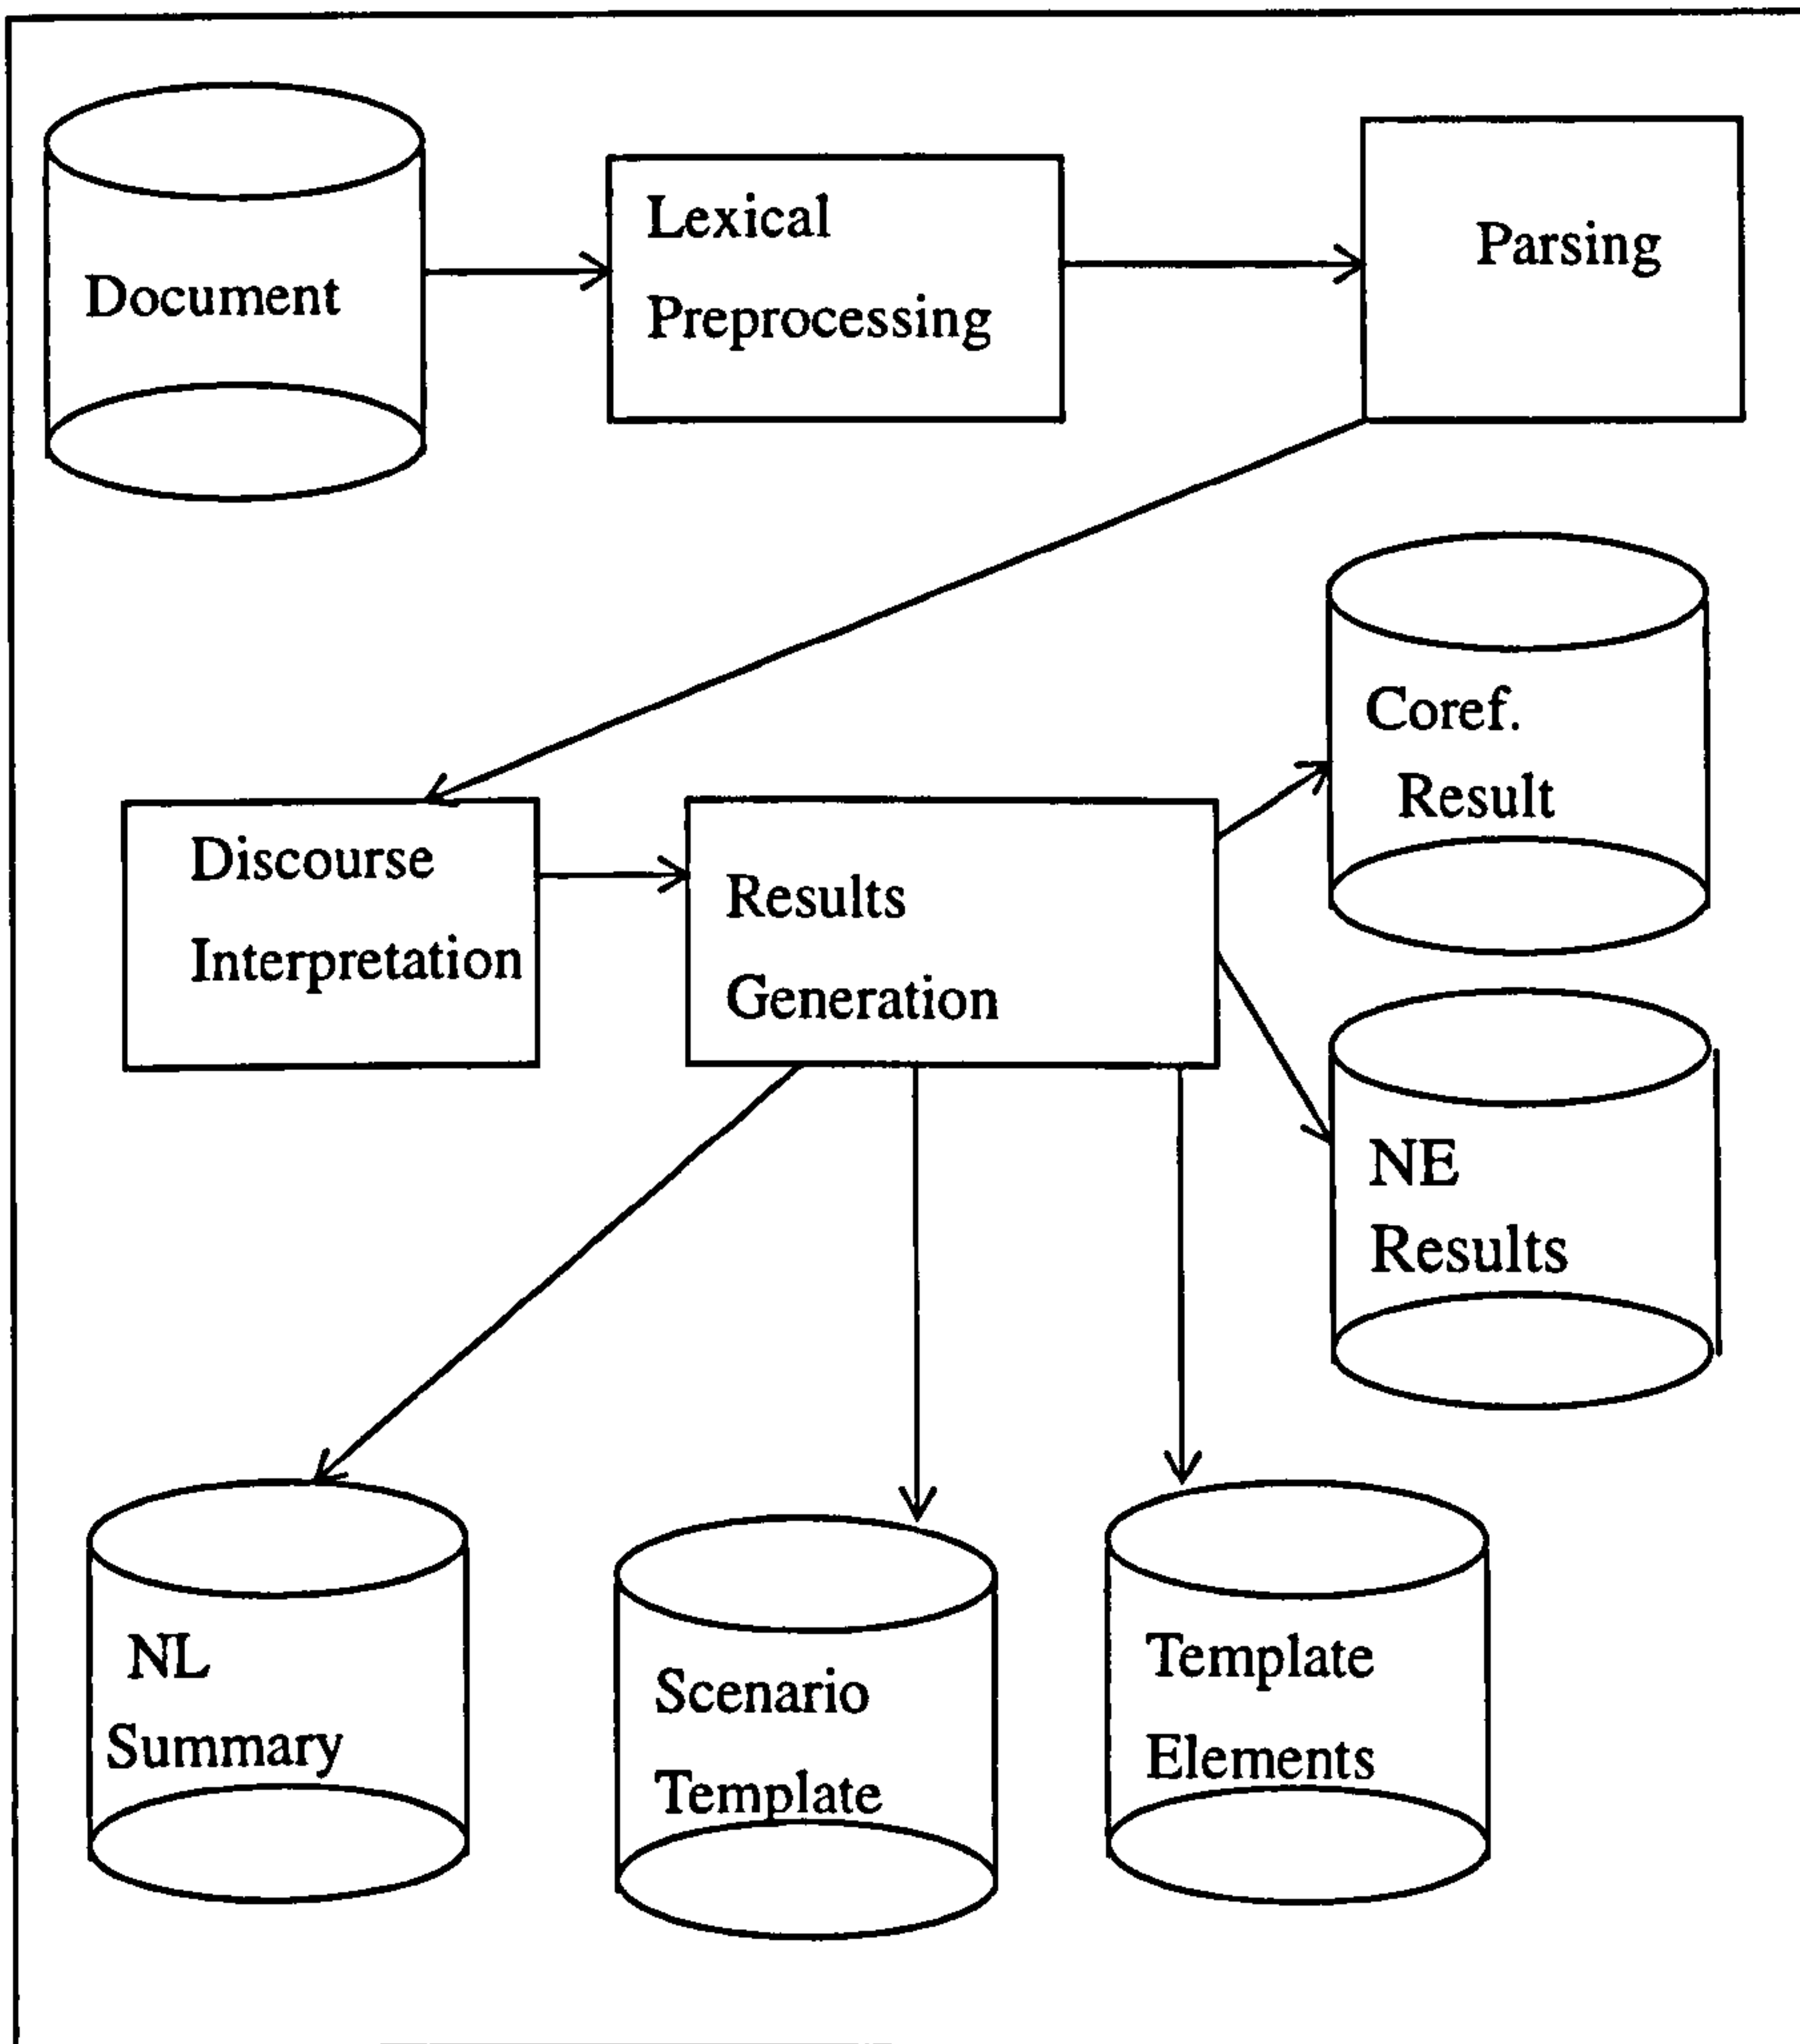 Document
Lexical
Preprocessing
Parsing
Coref.
Result
Discourse
Interpretation
Results
Generation
NE
Results
NL
Summary
Scenario
Template
Template
Elements